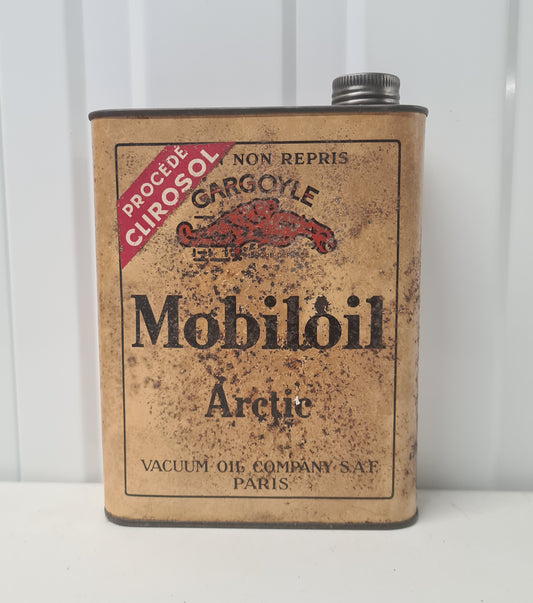 PROCÉDÉ
CLIROSOL
NON REPRIS
GARGOYLE
Mobiloil
Arctic
VACUUM OIL COMPANY S.A.F.
PARIS